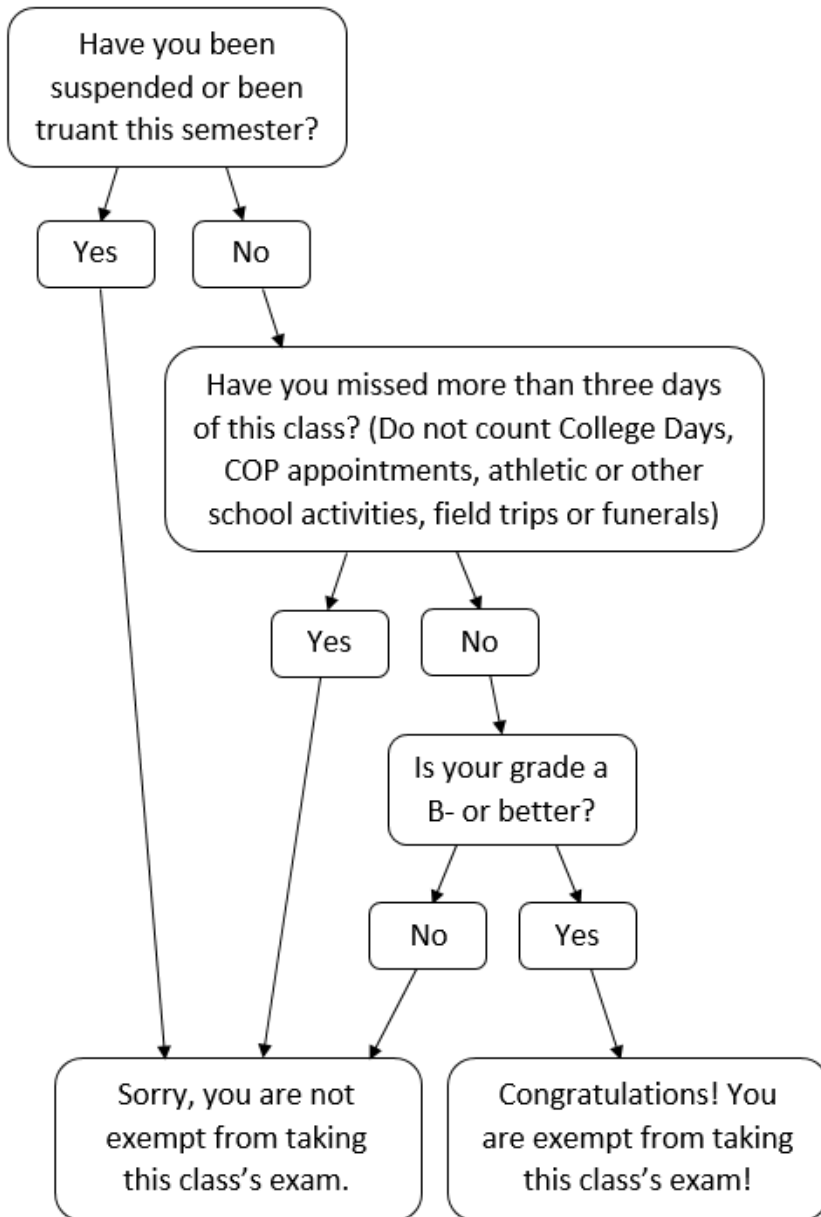 Have you been
suspended or been
truant this semester?
Yes
No
Have you missed more than three days
of this class? (Do not count College Days,
COP appointments, athletic or other
school activities, field trips or funerals)
Yes
No
Is your grade a
B- or better?
No
Yes
Sorry, you are not
exempt from taking
this class’s exam.
Congratulations! You
are exempt from taking
this class’s exam!